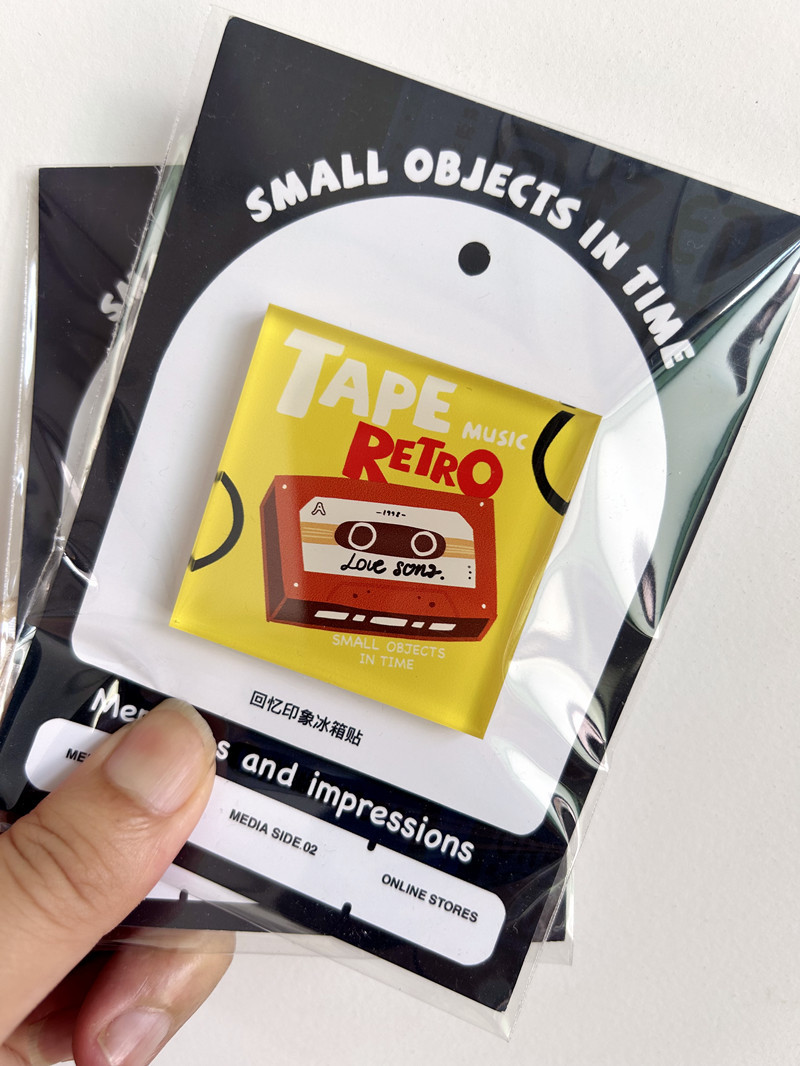 SMALL OBJECTS IN TIME
TAPE
MUSIC
RETRO
A
-1998-
Love song.
SMALL OBJECTS
IN TIME
回忆印象冰箱贴
and impressions
MEDIA SIDE.02
ONLINE STORES